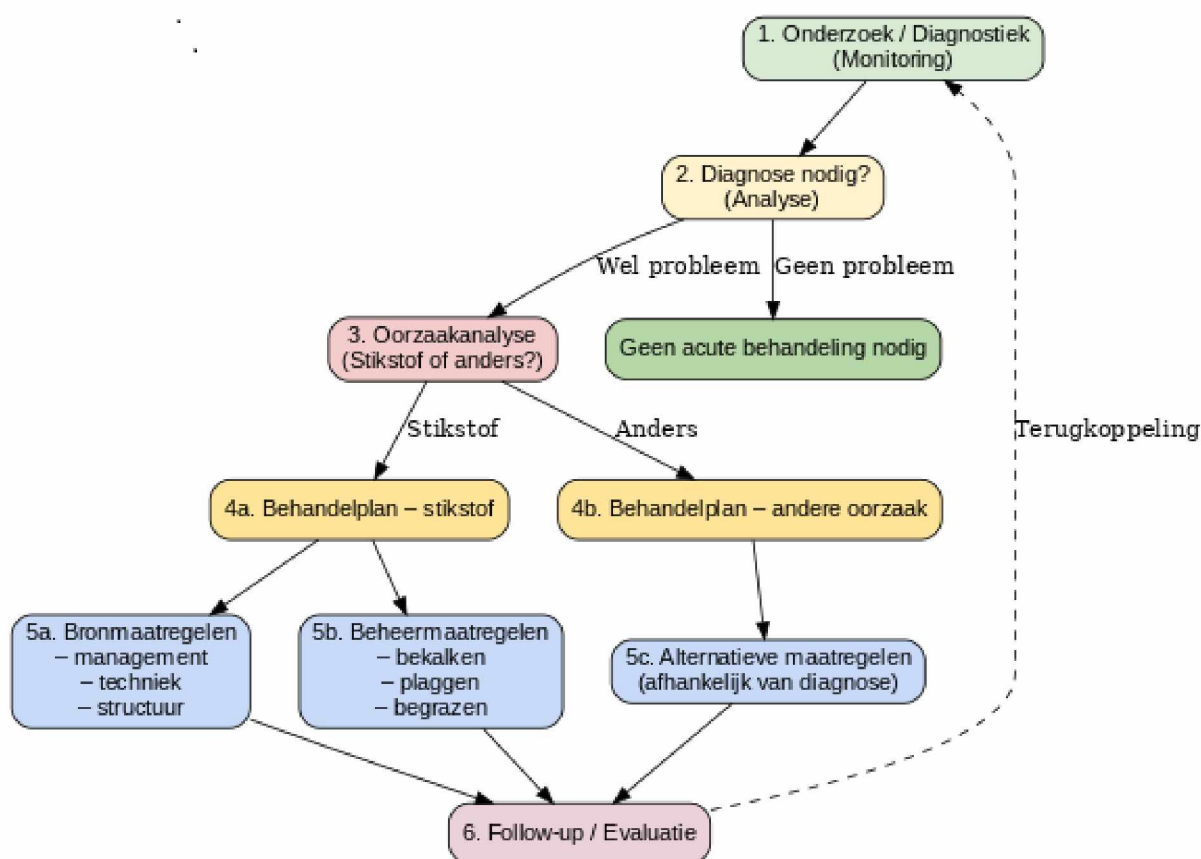 1. Onderzoek / Diagnostiek
(Monitoring)
2. Diagnose nodig?
(Analyse)
Wel probleem
Geen probleem
3. Oorzaakanalyse
(Stikstof of anders?)
Geen acute behandeling nodig
Stikstof
Anders
Terugkoppeling
4a. Behandelplan – stikstof
4b. Behandelplan – andere oorzaak
5a. Bronmaatregelen
– management
– techniek
– structuur
5b. Beheermaatregelen
– bekalken
– plaggen
– begrazen
5c. Alternatieve maatregelen
(afhankelijk van diagnose)
6. Follow-up / Evaluatie